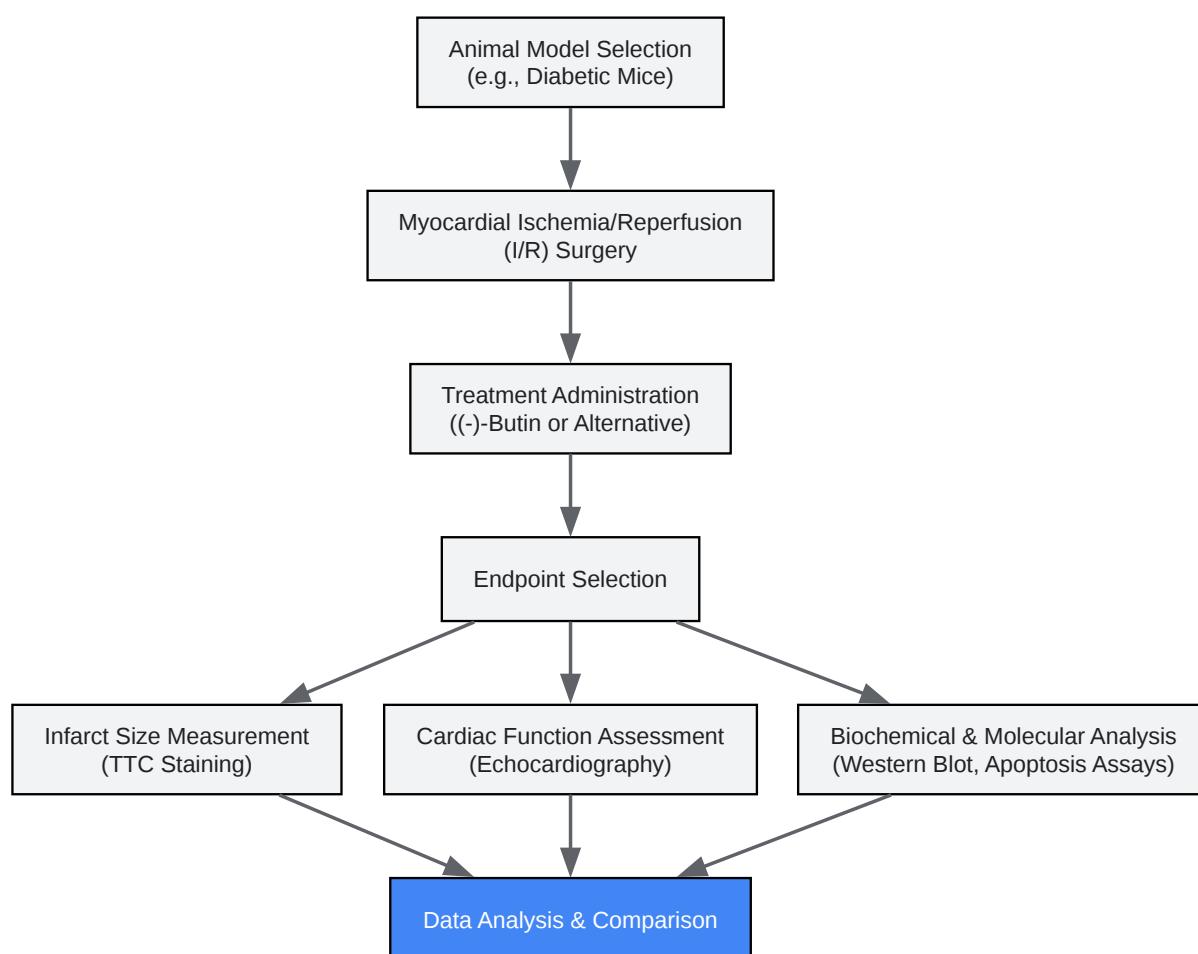 Animal Model Selection
(e.g., Diabetic Mice)
Myocardial Ischemia/Reperfusion
(I/R) Surgery
Treatment Administration
((-)-Butin or Alternative)
Endpoint Selection
Infarct Size Measurement
(TTC Staining)
Cardiac Function Assessment
(Echocardiography)
Biochemical & Molecular Analysis
(Western Blot, Apoptosis Assays)
Data Analysis & Comparison